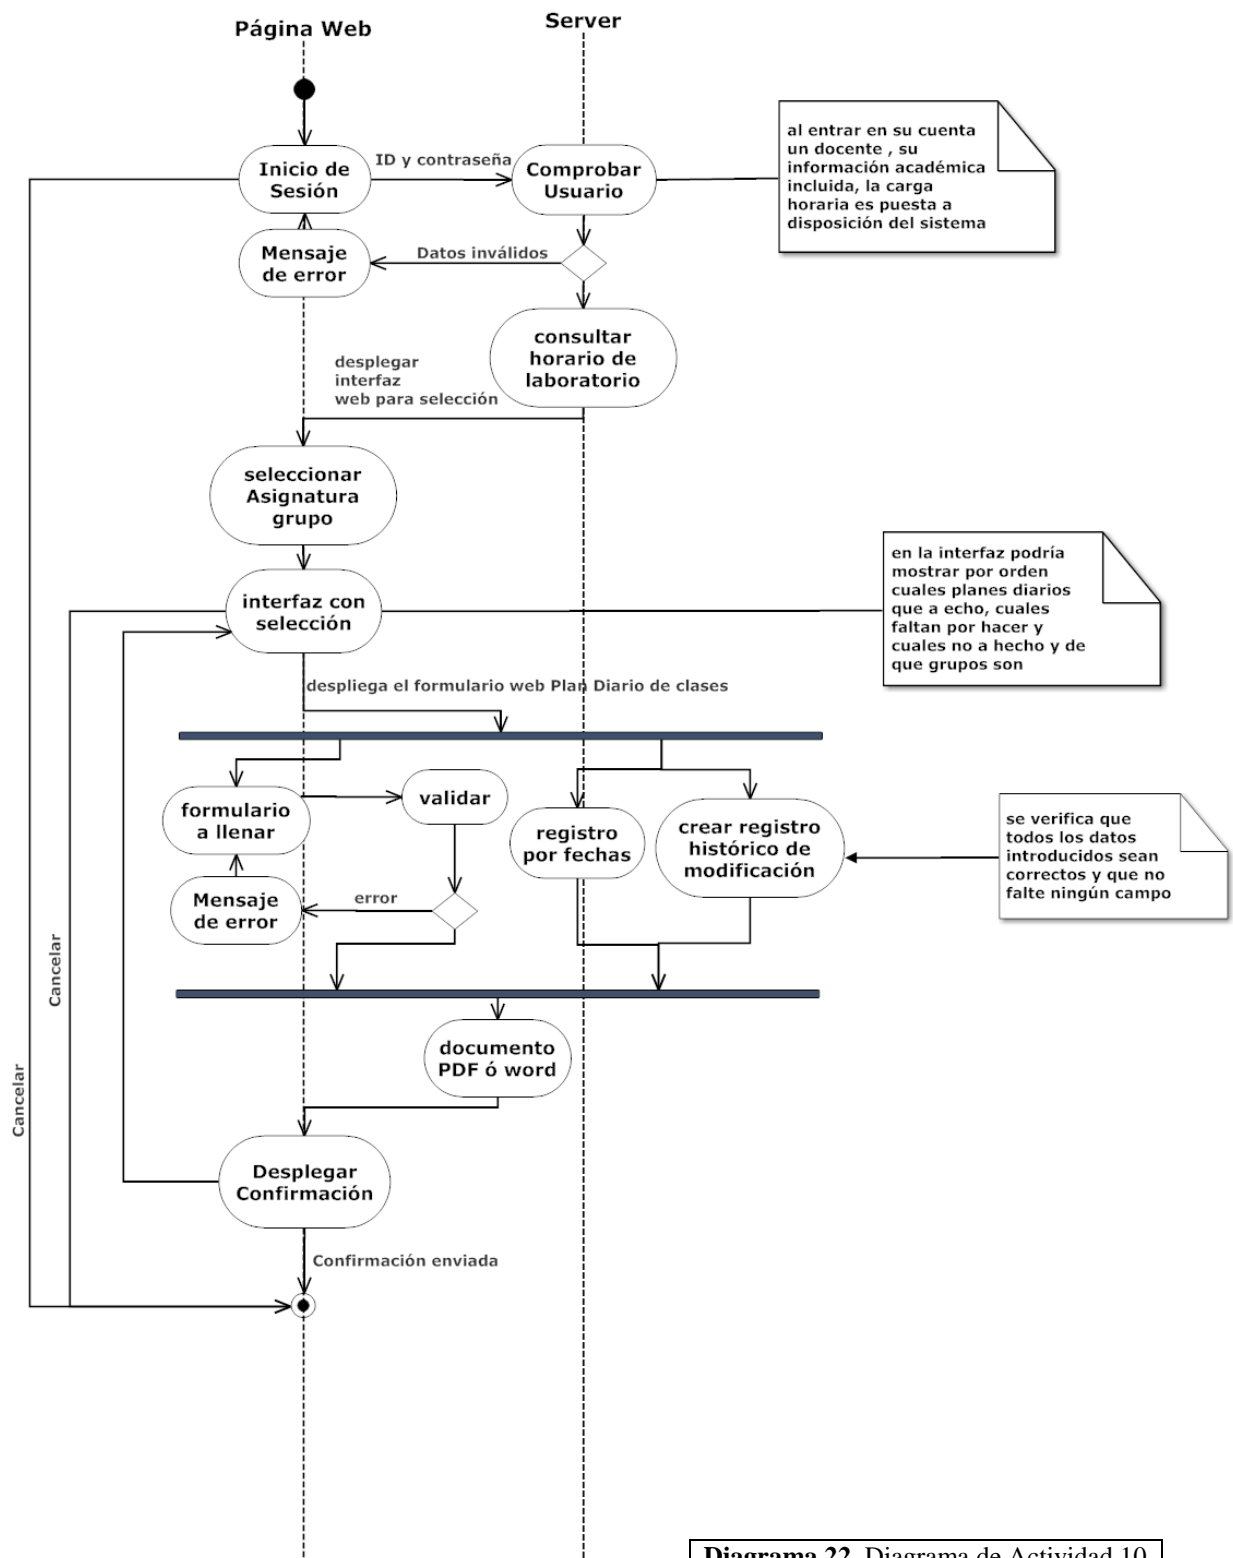 Página Web
Server
Inicio de
Sesión
ID y contraseña
Comprobar
Usuario
al entrar en su cuenta
un docente , su
información académica
incluida, la carga
horaria es puesta a
disposición del sistema
Mensaje
de error
Datos inválidos
consultar
horario de
laboratorio
desplegar
interfaz
web para selección
seleccionar
Asignatura
grupo
interfaz con
selección
en la interfaz podría
mostrar por orden
cuales planes diarios
que a echo, cuales
faltan por hacer y
cuales no a hecho y de
que grupos son
despliega el formulario web Plan Diario de clases
formulario
a llenar
validar
registro
por fechas
crear registro
histórico de
modificación
se verifica que
todos los datos
introducidos sean
correctos y que no
falte ningún campo
Mensaje
de error
error
Cancelar
Cancelar
documento
PDF ó word
Desplegar
Confirmación
Confirmación enviada
Diagrama 22. Diagrama de Actividad 10